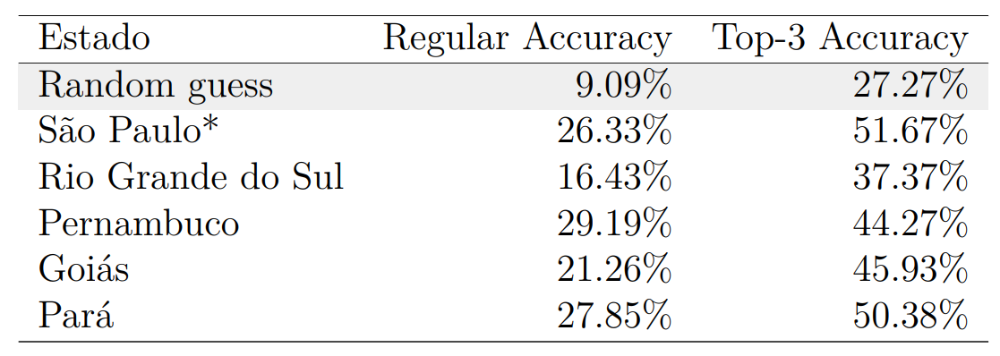 Estado Regular Accuracy Top-3 Accuracy
Random guess 9.09% 27.27%
São Paulo* 26.33% 51.67%
Rio Grande do Sul 16.43% 37.37%
Pernambuco 29.19% 44.27%
Goiás 21.26% 45.93%
Pará 27.85% 50.38%